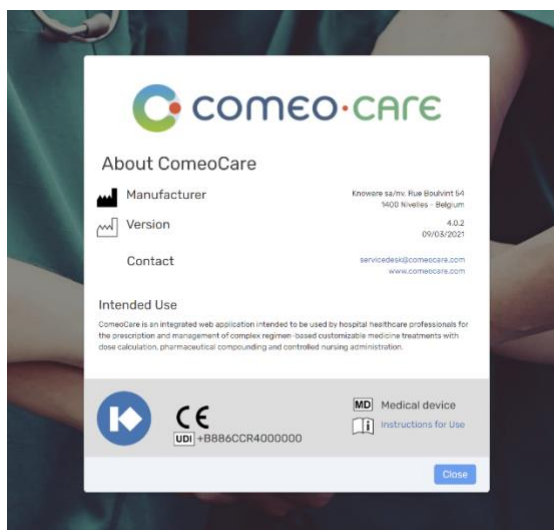 comeo·care
About ComeoCare
Manufacturer
Knowere sa/nv. Rue Boulvint 54
1400 Nivelles - Belgium
Version
4.0.2
09/03/2021
Contact
servicedesk@comeocare.com
www.comeocare.com
Intended Use
ComeoCare is an integrated web application intended to be used by hospital healthcare professionals for
the prescription and management of complex regimen-based customizable medicine treatments with
dose calculation, pharmaceutical compounding and controlled nursing administration.
CE
UDI +B886CCR4000000
MD Medical device
i Instructions for Use
Close